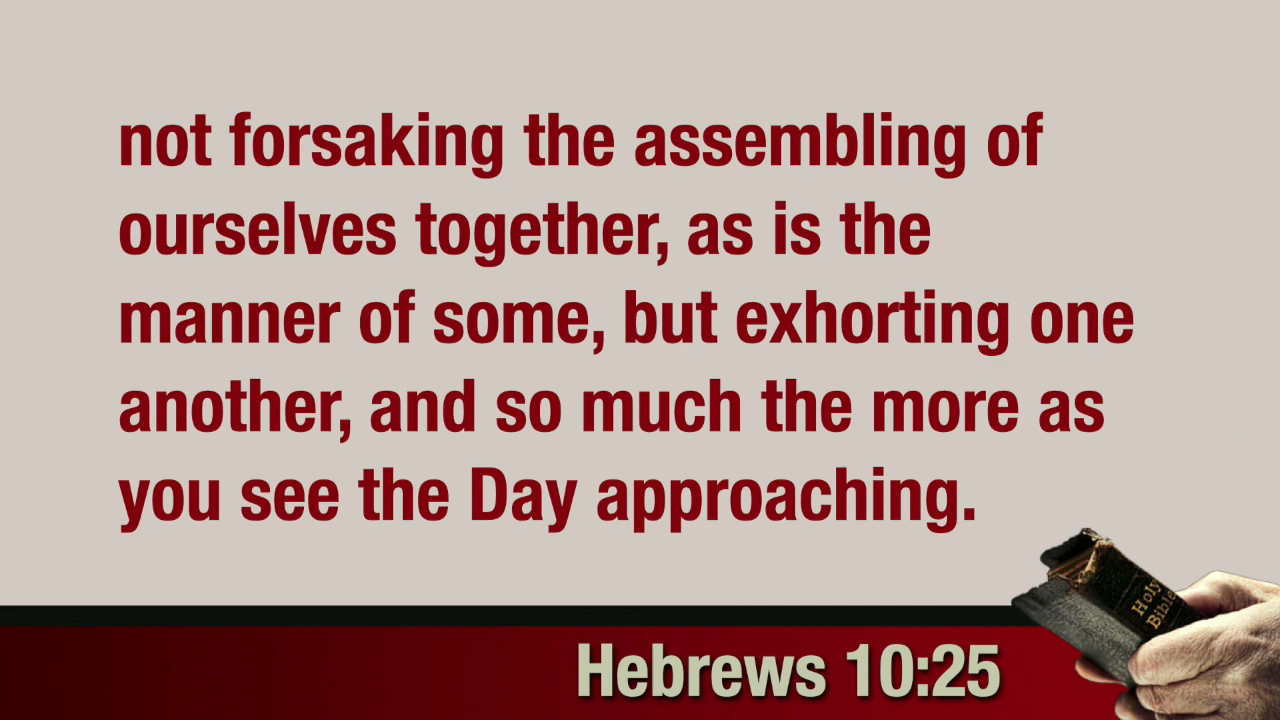 not forsaking the assembling of
ourselves together, as is the
manner of some, but exhorting one
another, and so much the more as
you see the Day approaching.
Holy
Bible
Hebrews 10:25